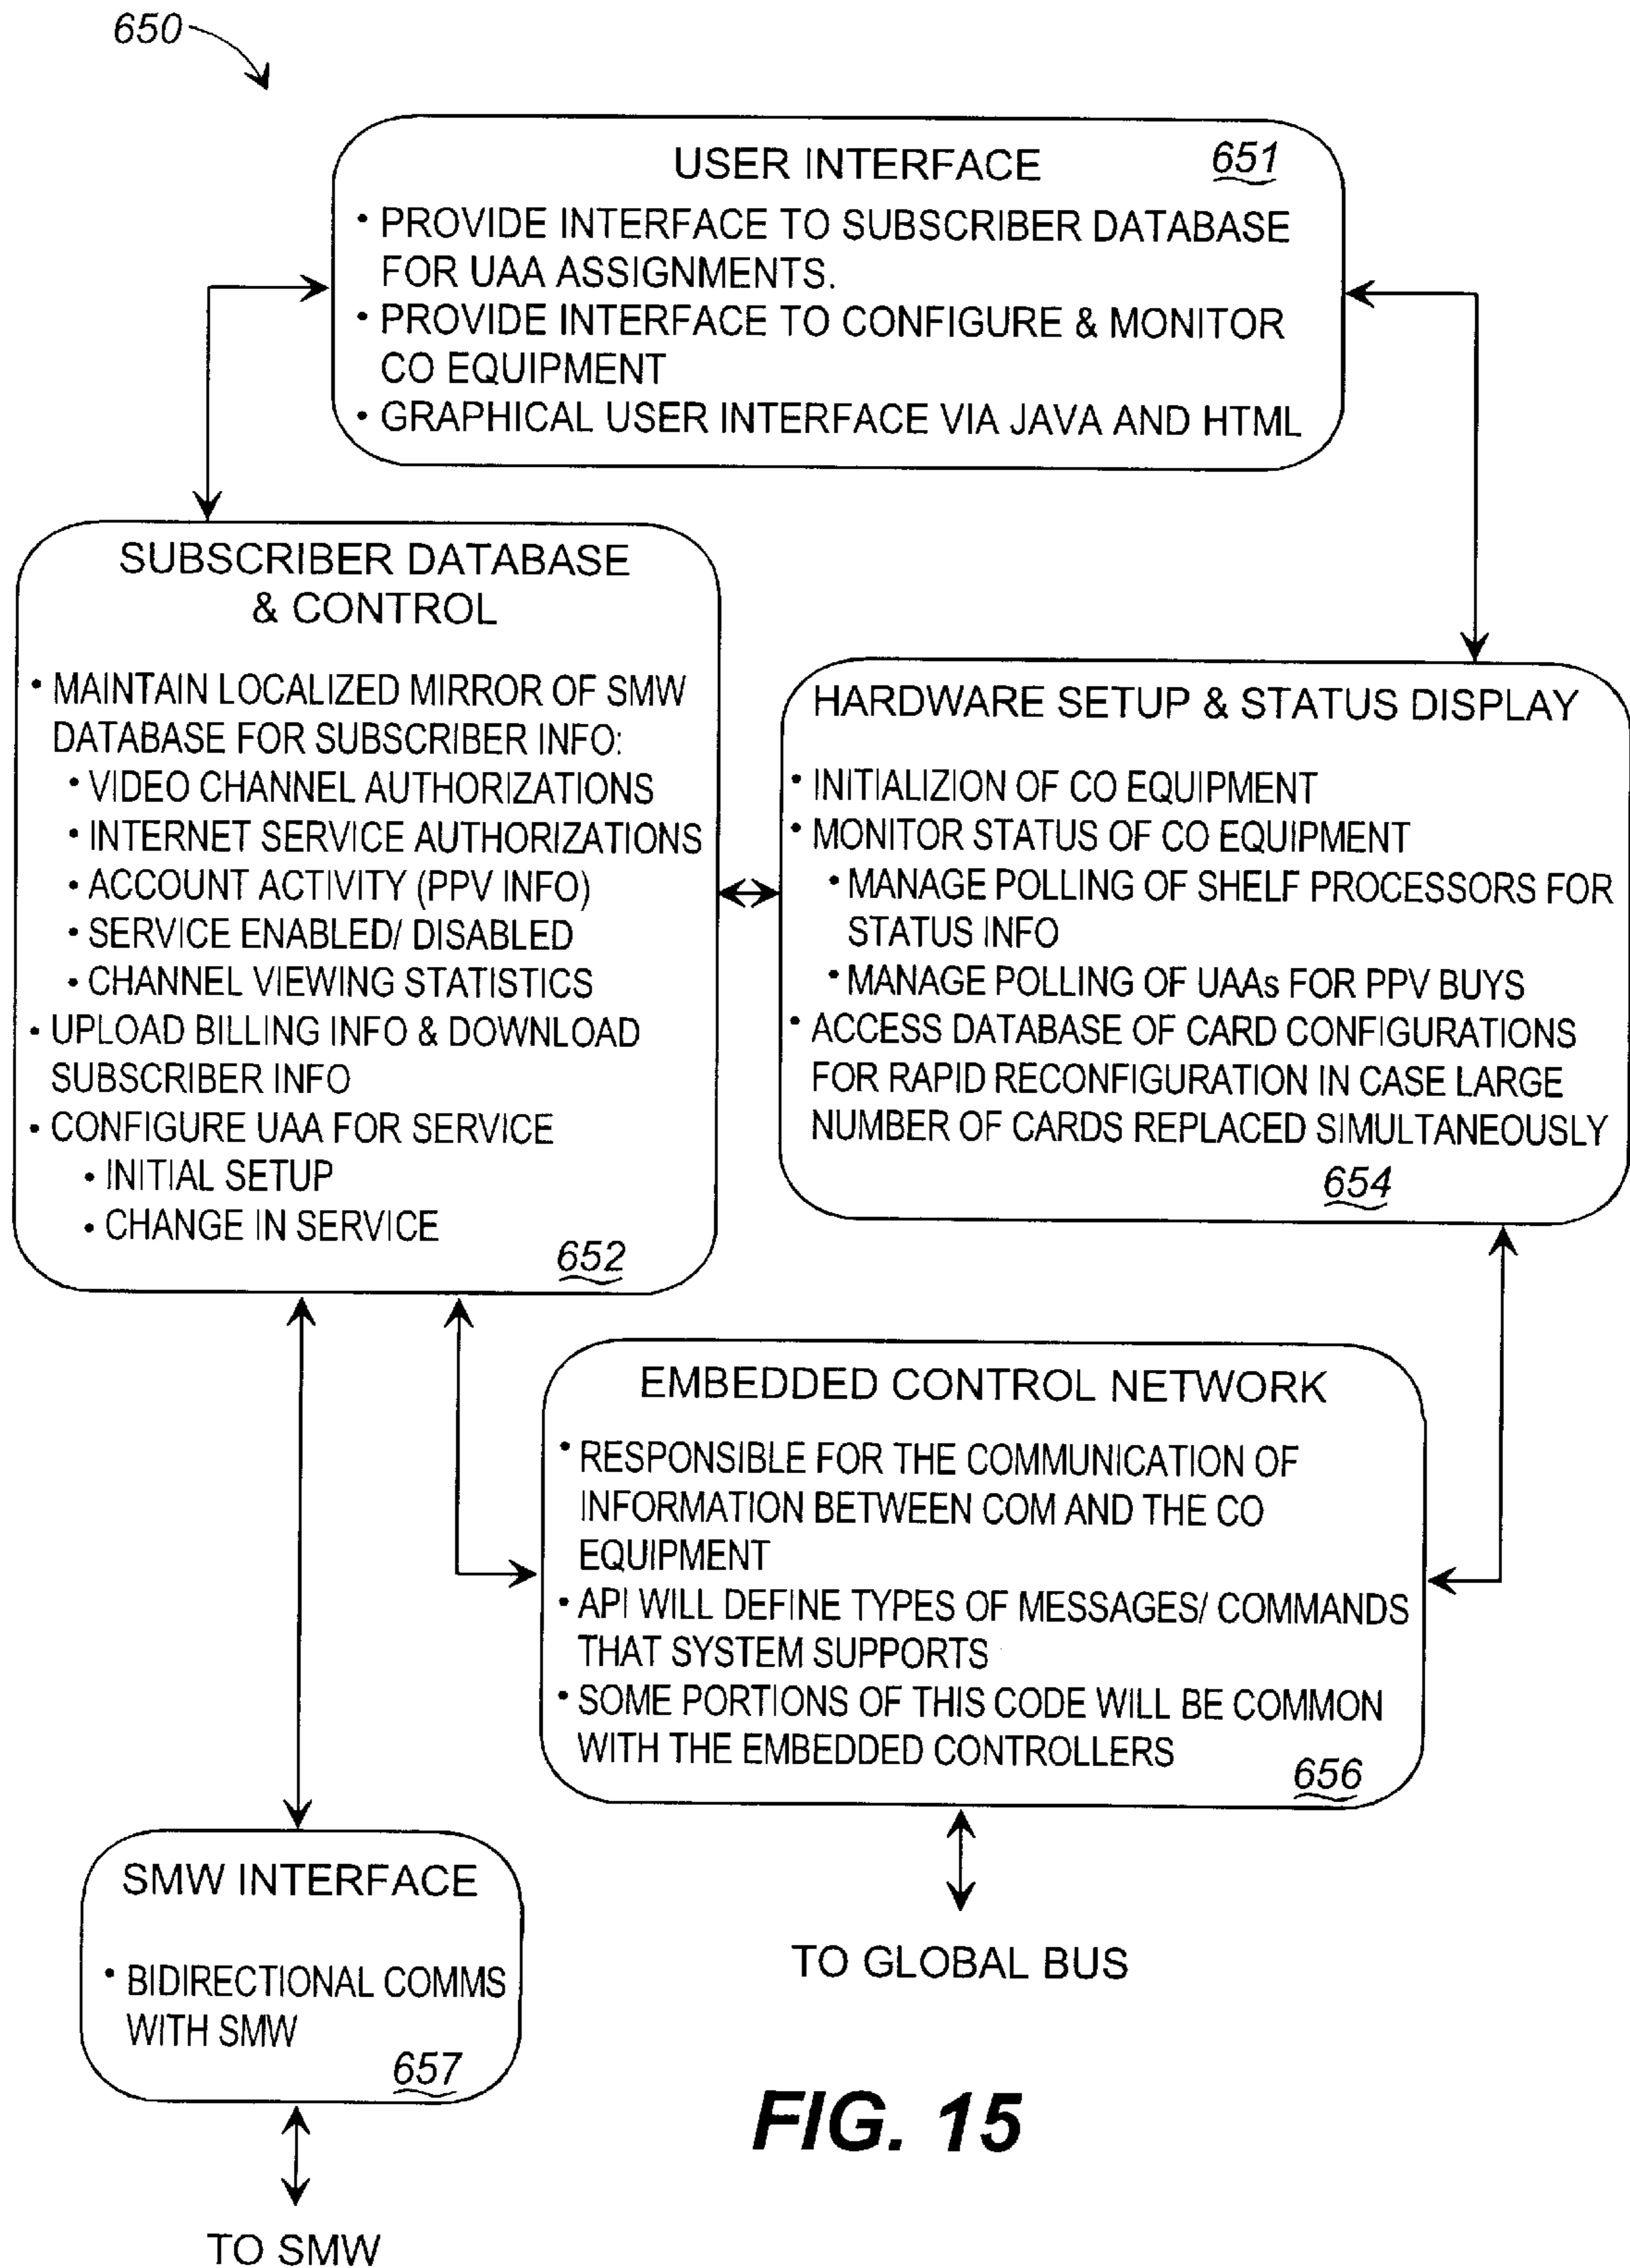 650
USER INTERFACE
651
• PROVIDE INTERFACE TO SUBSCRIBER DATABASE
FOR UAA ASSIGNMENTS.
• PROVIDE INTERFACE TO CONFIGURE & MONITOR
CO EQUIPMENT
• GRAPHICAL USER INTERFACE VIA JAVA AND HTML
SUBSCRIBER DATABASE
& CONTROL
• MAINTAIN LOCALIZED MIRROR OF SMW
DATABASE FOR SUBSCRIBER INFO:
• VIDEO CHANNEL AUTHORIZATIONS
• INTERNET SERVICE AUTHORIZATIONS
• ACCOUNT ACTIVITY (PPV INFO)
• SERVICE ENABLED/ DISABLED
• CHANNEL VIEWING STATISTICS
• UPLOAD BILLING INFO & DOWNLOAD
SUBSCRIBER INFO
• CONFIGURE UAA FOR SERVICE
• INITIAL SETUP
• CHANGE IN SERVICE
652
HARDWARE SETUP & STATUS DISPLAY
• INITIALIZION OF CO EQUIPMENT
• MONITOR STATUS OF CO EQUIPMENT
• MANAGE POLLING OF SHELF PROCESSORS FOR
STATUS INFO
• MANAGE POLLING OF UAAs FOR PPV BUYS
• ACCESS DATABASE OF CARD CONFIGURATIONS
FOR RAPID RECONFIGURATION IN CASE LARGE
NUMBER OF CARDS REPLACED SIMULTANEOUSLY
654
EMBEDDED CONTROL NETWORK
• RESPONSIBLE FOR THE COMMUNICATION OF
INFORMATION BETWEEN COM AND THE CO
EQUIPMENT
• API WILL DEFINE TYPES OF MESSAGES/ COMMANDS
THAT SYSTEM SUPPORTS
• SOME PORTIONS OF THIS CODE WILL BE COMMON
WITH THE EMBEDDED CONTROLLERS
656
SMW INTERFACE
• BIDIRECTIONAL COMMS
WITH SMW
657
TO GLOBAL BUS
TO SMW
FIG. 15